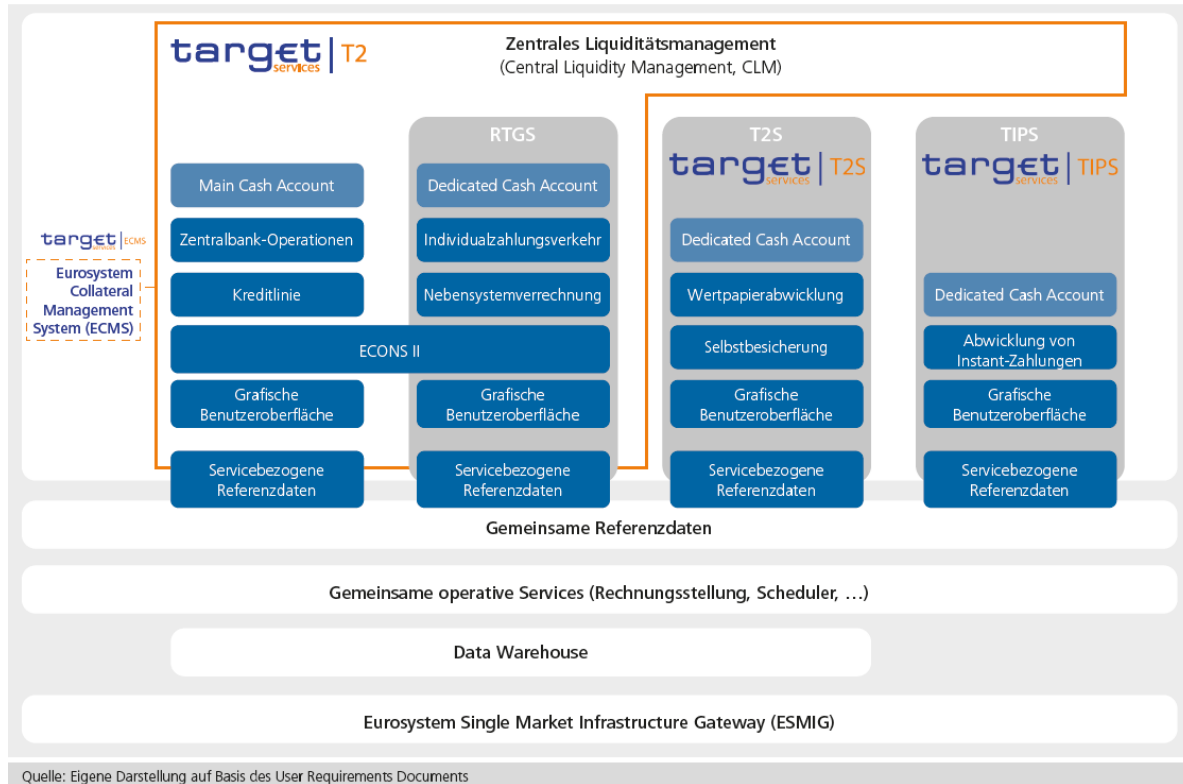 target services | T2
Zentrales Liquiditätsmanagement
(Central Liquidity Management, CLM)
RTGS
T2S
target services | T2S
TIPS
target services | TIPS
Main Cash Account
Dedicated Cash Account
target services | ECMS
Eurosystem
Collateral
Management
System (ECMS)
Zentralbank-Operationen
Individualzahlungsverkehr
Dedicated Cash Account
Kreditlinie
Nebensystemverrechnung
Wertpapierabwicklung
Dedicated Cash Account
ECONS II
Selbstbesicherung
Abwicklung von
Instant-Zahlungen
Grafische
Benutzeroberfläche
Grafische
Benutzeroberfläche
Grafische
Benutzeroberfläche
Grafische
Benutzeroberfläche
Servicebezogene
Referenzdaten
Servicebezogene
Referenzdaten
Servicebezogene
Referenzdaten
Servicebezogene
Referenzdaten
Gemeinsame Referenzdaten
Gemeinsame operative Services (Rechnungsstellung, Scheduler, …)
Data Warehouse
Eurosystem Single Market Infrastructure Gateway (ESMIG)
Quelle: Eigene Darstellung auf Basis des User Requirements Documents